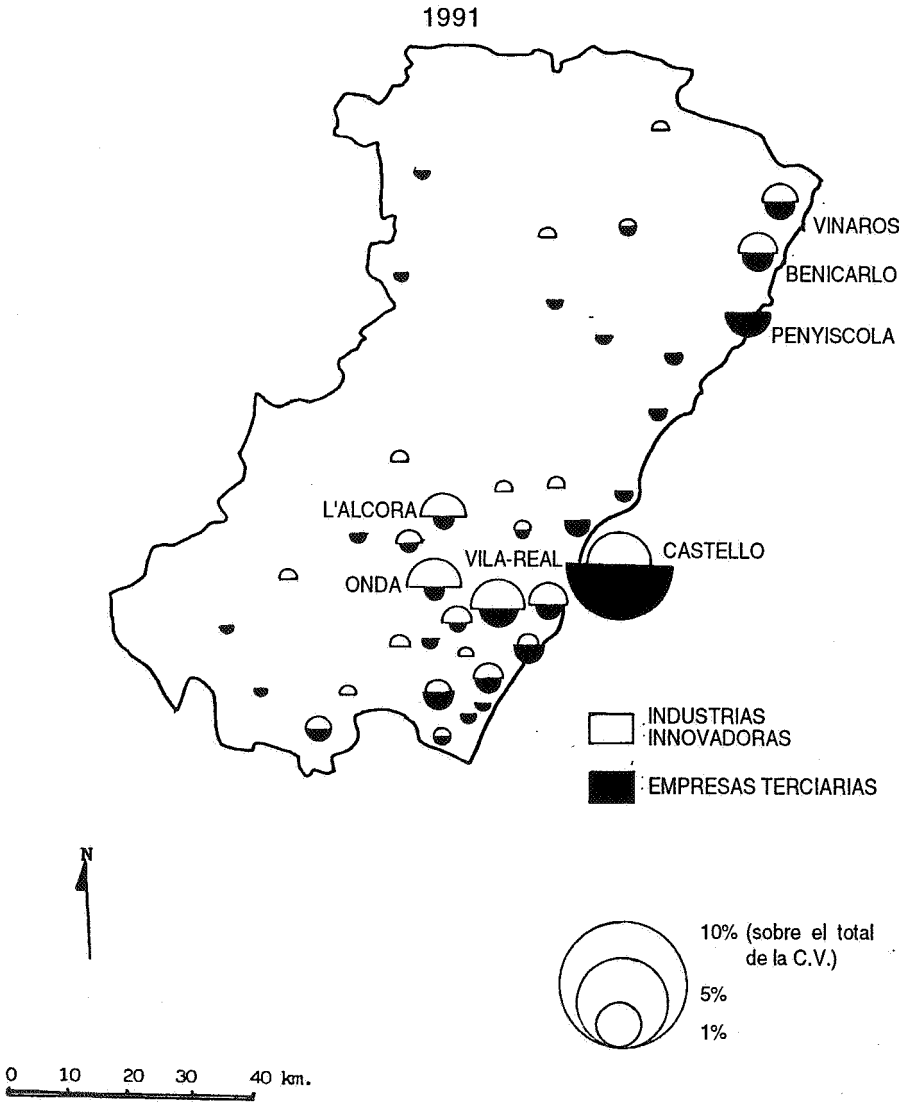 1991
VINAROS
BENICARLO
PENYISCOLA
L'ALCORA
VILA-REAL
CASTELLO
ONDA
INDUSTRIAS
INNOVADORAS
EMPRESAS TERCIARIAS
N
10% (sobre el total
de la C.V.)
5%
1%
0 10 20 30 40 km.